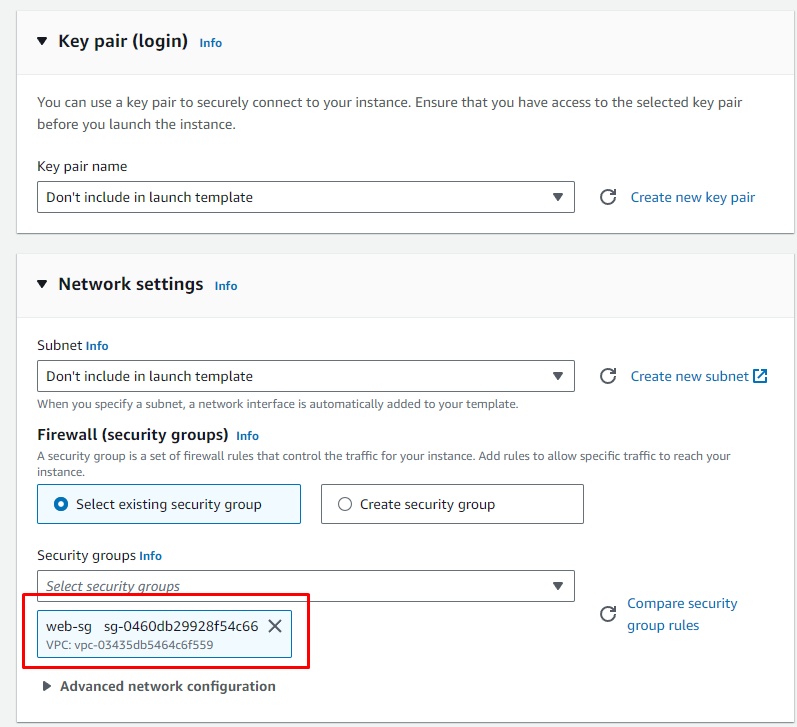 Key pair (login) Info
You can use a key pair to securely connect to your instance. Ensure that you have access to the selected key pair
before you launch the instance.
Key pair name
Don't include in launch template
Create new key pair
Network settings Info
Subnet Info
Don't include in launch template
Create new subnet
When you specify a subnet, a network interface is automatically added to your template.
Firewall (security groups) Info
A security group is a set of firewall rules that control the traffic for your instance. Add rules to allow specific traffic to reach your
instance.
Select existing security group
Create security group
Security groups Info
Select security groups
Compare security
group rules
web-sg sg-0460db29928f54c66
VPC: vpc-03435db5464c6f559
Advanced network configuration